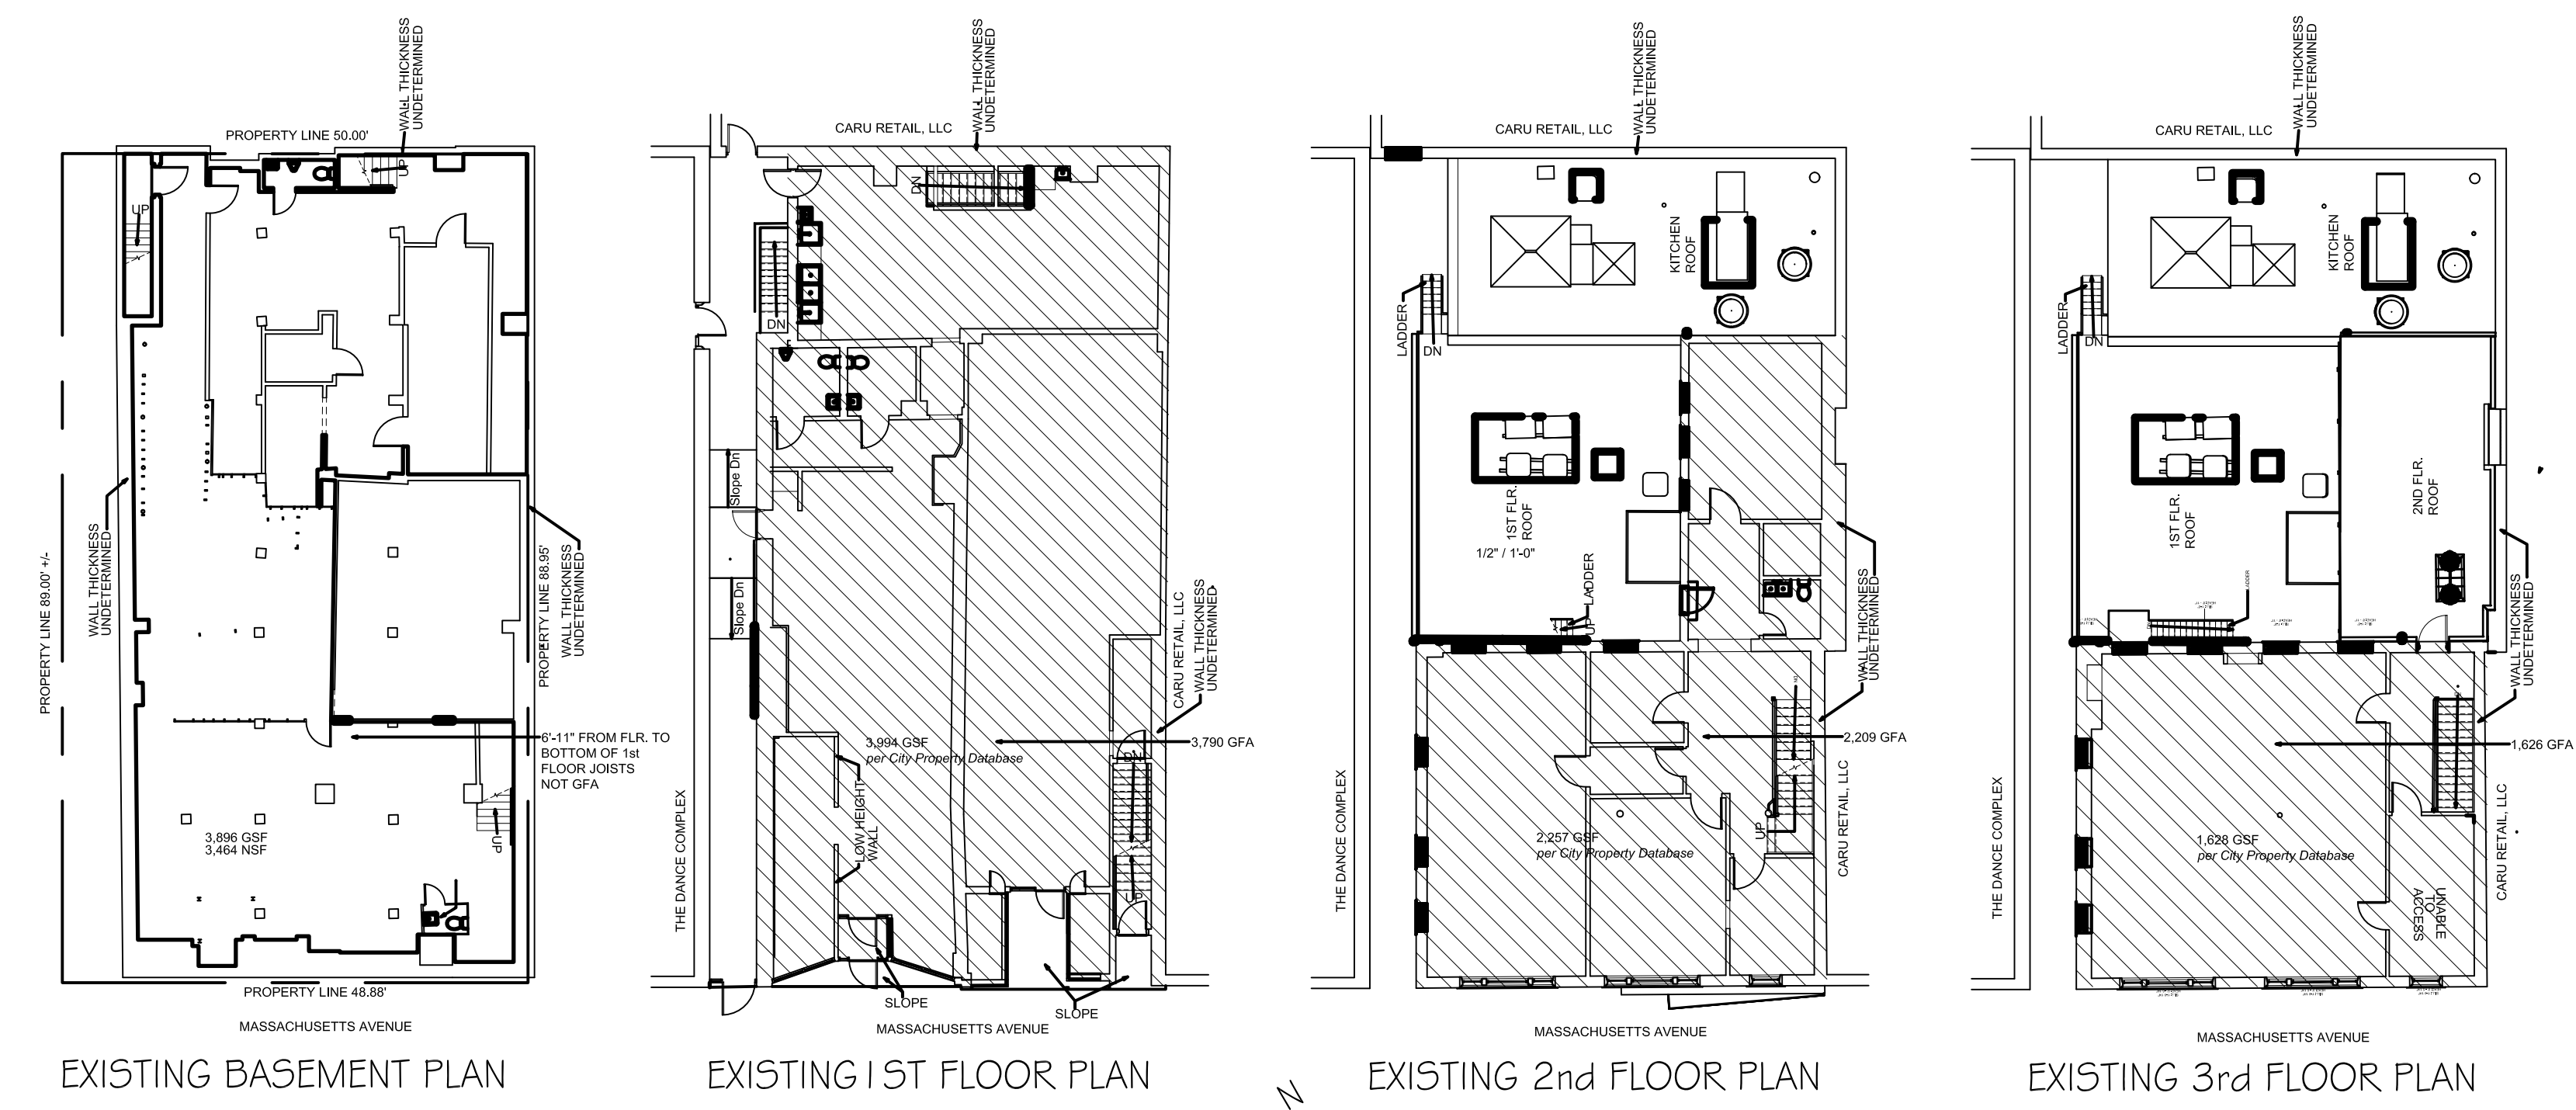 PROPERTY LINE 50.00'
WALL THICKNESS
UNDETERMINED
UP
UP
WALL THICKNESS
UNDETERMINED
PROPERTY LINE 89.00' +/-
PROPERTY LINE 88.95'
WALL THICKNESS
UNDETERMINED
6'-11" FROM FLR. TO
BOTTOM OF 1st
FLOOR JOISTS
NOT GFA
3,896 GSF
3,464 NSF
UP
PROPERTY LINE 48.88'
MASSACHUSETTS AVENUE
EXISTING BASEMENT PLAN
CARU RETAIL, LLC
WALL THICKNESS
UNDETERMINED
DN
DN
Slope Dn
Slope Dn
CARU RETAIL, LLC
WALL THICKNESS
UNDETERMINED
3,994 GSF
per City Property Database
3,790 GFA
DN
LOW HEIGHT
WALL
UP
THE DANCE COMPLEX
SLOPE
SLOPE
MASSACHUSETTS AVENUE
EXISTING 1ST FLOOR PLAN
CARU RETAIL, LLC
WALL THICKNESS
UNDETERMINED
KITCHEN
ROOF
LADDER
DN
1ST FLR.
ROOF
1/2" / 1'-0"
LADDER
UP
WALL THICKNESS
UNDETERMINED
2,209 GFA
UP
2,257 GSF
per City Property Database
THE DANCE COMPLEX
CARU RETAIL, LLC
MASSACHUSETTS AVENUE
EXISTING 2nd FLOOR PLAN
N
CARU RETAIL, LLC
WALL THICKNESS
UNDETERMINED
KITCHEN
ROOF
LADDER
DN
1ST FLR.
ROOF
2ND FLR.
ROOF
LADDER
WALL THICKNESS
UNDETERMINED
1,626 GFA
1,628 GSF
per City Property Database
UNABLE
TO
ACCESS
THE DANCE COMPLEX
CARU RETAIL, LLC
MASSACHUSETTS AVENUE
EXISTING 3rd FLOOR PLAN